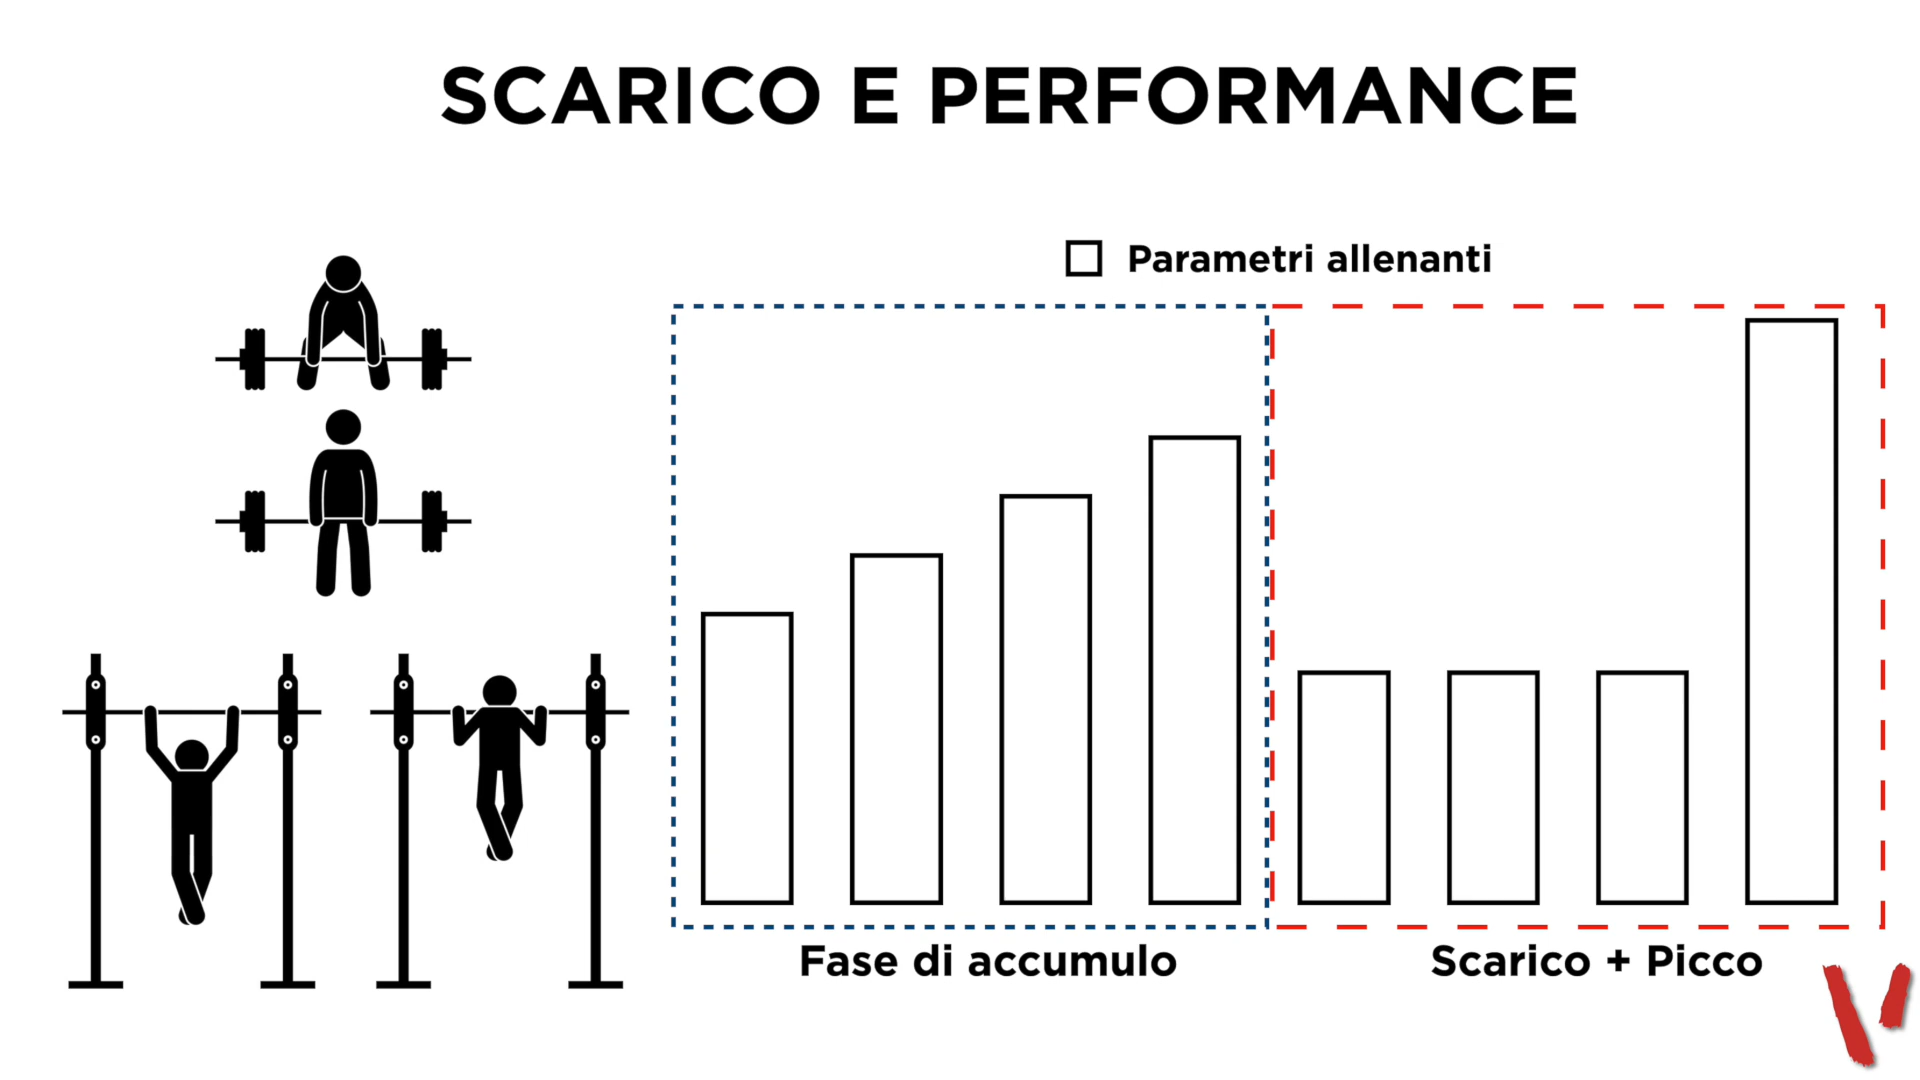 SCARICO E PERFORMANCE
Parametri allenanti
Fase di accumulo
Scarico + Picco